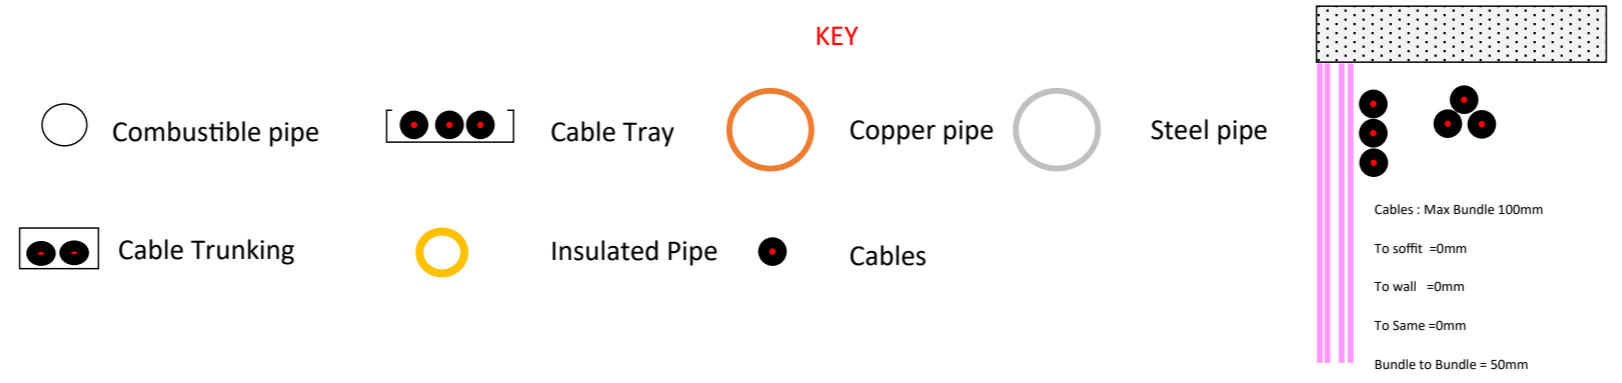 KEY
Combustible pipe
Cable Tray
Copper pipe
Steel pipe
Cable Trunking
Insulated Pipe
Cables
Cables : Max Bundle 100mm
To soffit =0mm
To wall =0mm
To Same =0mm
Bundle to Bundle = 50mm